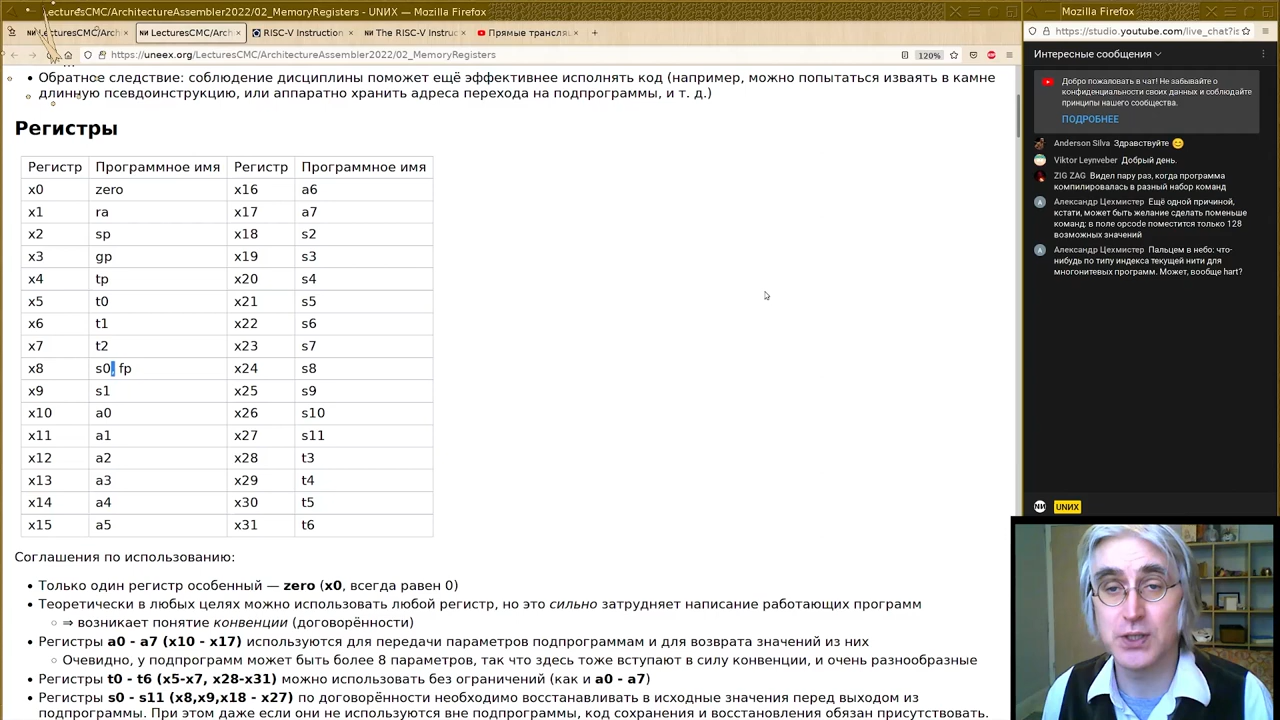 LecturesCMC/ArchitectureAssembler2022/02_MemoryRegisters - UNИX — Mozilla Firefox
Mozilla Firefox
LecturesCMC/Arch
LecturesCMC/Arch
RISC-V Instruction
The RISC-V Instruct
Прямые трансляц
https://uneex.org/LecturesCMC/ArchitectureAssembler2022/02_MemoryRegisters
120%
https://studio.youtube.com/live_chat?is
Обратное следствие: соблюдение дисциплины поможет ещё эффективнее исполнять код (например, можно попытаться изваять в камне
длинную псевдоинструкцию, или аппаратно хранить адреса перехода на подпрограммы, и т. д.)
Регистры
Регистр Программное имя Регистр Программное имя
x0 zero x16 a6
x1 ra x17 a7
x2 sp x18 s2
x3 gp x19 s3
x4 tp x20 s4
x5 t0 x21 s5
x6 t1 x22 s6
x7 t2 x23 s7
x8 s0, fp x24 s8
x9 s1 x25 s9
x10 a0 x26 s10
x11 a1 x27 s11
x12 a2 x28 t3
x13 a3 x29 t4
x14 a4 x30 t5
x15 a5 x31 t6
Соглашения по использованию:
Только один регистр особенный — zero (x0, всегда равен 0)
Теоретически в любых целях можно использовать любой регистр, но это сильно затрудняет написание работающих программ
⇒ возникает понятие конвенции (договорённости)
Регистры a0 - a7 (x10 - x17) используются для передачи параметров подпрограммам и для возврата значений из них
Очевидно, у подпрограмм может быть более 8 параметров, так что здесь тоже вступают в силу конвенции, и очень разнообразные
Регистры t0 - t6 (x5-x7, x28-x31) можно использовать без ограничений (как и a0 - a7)
Регистры s0 - s11 (x8,x9,x18 - x27) по договорённости необходимо восстанавливать в исходные значения перед выходом из
подпрограммы. При этом даже если они не используются вне подпрограммы, код сохранения и восстановления обязан присутствовать.
Интересные сообщения
Добро пожаловать в чат! Не забывайте о
конфиденциальности своих данных и соблюдайте
принципы нашего сообщества.
ПОДРОБНЕЕ
Anderson Silva Здравствуйте
Viktor Leynveber Добрый день.
ZIG ZAG Видел пару раз, когда программа
компилировалась в разный набор команд
А Александр Цехмистер Ещё одной причиной,
кстати, может быть желание сделать поменьше
команд: в поле opcode поместится только 128
возможных значений
А Александр Цехмистер Пальцем в небо: что-
нибудь по типу индекса текущей нити для
многонитевых программ. Может, вообще hart?
UNИX